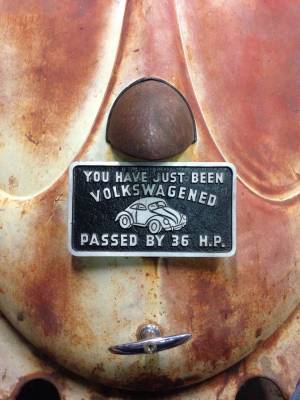 YOU HAVE JUST BEEN
VOLKSWAGENED
PASSED BY 36 H.P.